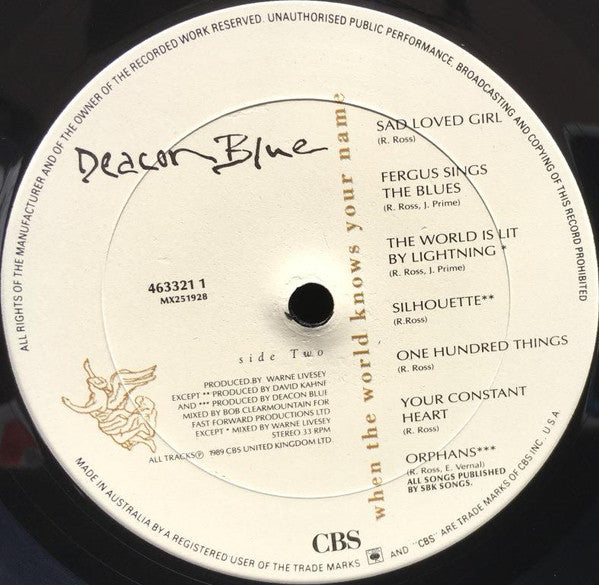 ALL RIGHTS OF THE MANUFACTURER AND OF THE OWNER OF THE RECORDED WORK RESERVED. UNAUTHORISED PUBLIC PERFORMANCE, BROADCASTING AND COPYING OF THIS RECORD PROHIBITED
Deacon Blue
when the world knows your name
SAD LOVED GIRL
(R. Ross)
FERGUS SINGS
THE BLUES
(R. Ross, J. Prime)
THE WORLD IS LIT
BY LIGHTNING *
(R. Ross, J. Prime)
SILHOUETTE**
(R.Ross)
ONE HUNDRED THINGS
(R. Ross)
YOUR CONSTANT
HEART
(R. Ross)
ORPHANS***
(R. Ross, E. Vernal)
ALL SONGS PUBLISHED
BY SBK SONGS.
463321 1
MX251928
side Two
PRODUCED.BY WARNE LIVESEY
EXCEPT ** PRODUCED BY DAVID KAHNE
AND *** PRODUCED BY DEACON BLUE
MIXED BY BOB CLEARMOUNTAIN FOR
FAST FORWARD PRODUCTIONS LTD
EXCEPT * MIXED BY WARNE LIVESEY
STEREO 33 RPM
ALL TRACKS ℗ 1989 CBS UNITED KINGDOM LTD
CBS
MADE IN AUSTRALIA BY A REGISTERED USER OF THE TRADE MARKS AND "CBS" ARE TRADE MARKS OF CBS INC. U S A